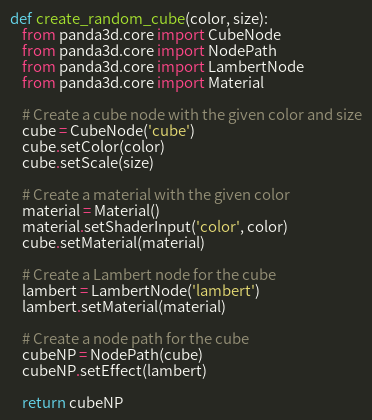 def create_random_cube(color, size):
from panda3d.core import CubeNode
from panda3d.core import NodePath
from panda3d.core import LambertNode
from panda3d.core import Material
# Create a cube node with the given color and size
cube = CubeNode('cube')
cube.setColor(color)
cube.setScale(size)
# Create a material with the given color
material = Material()
material.setShaderInput('color', color)
cube.setMaterial(material)
# Create a Lambert node for the cube
lambert = LambertNode('lambert')
lambert.setMaterial(material)
# Create a node path for the cube
cubeNP = NodePath(cube)
cubeNP.setEffect(lambert)
return cubeNP